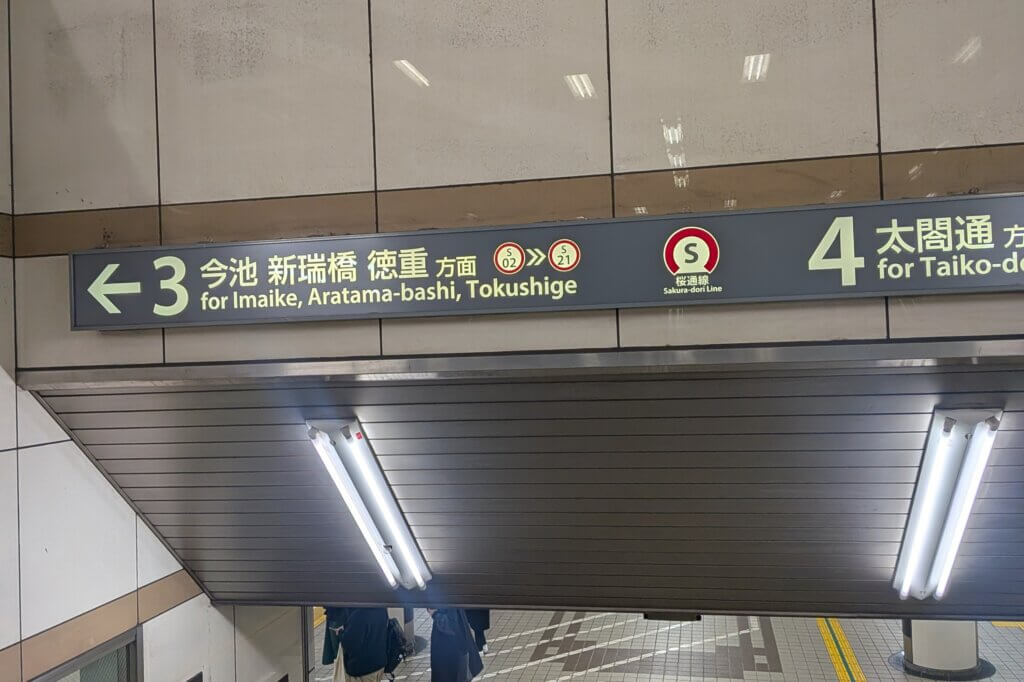 ← 3 今池 新瑞橋 徳重 方面 S 02 » S 21
for Imaike, Aratama-bashi, Tokushige
S
桜通線
Sakura-dori Line
4 太閤通
for